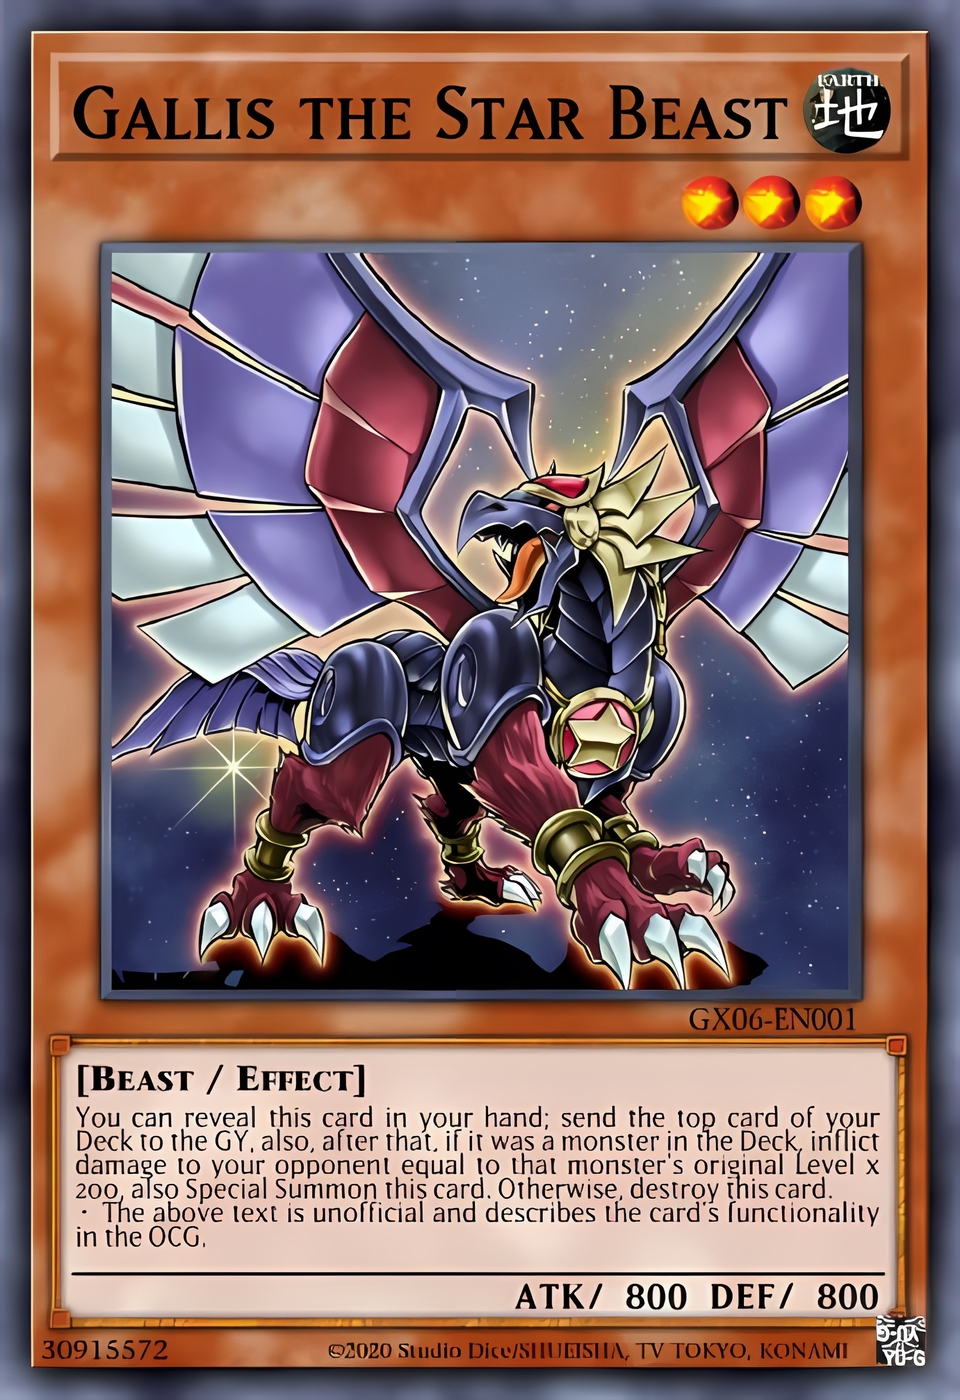 Gallis the Star Beast
EARTH
地
GX06-EN001
[Beast / Effect]
You can reveal this card in your hand; send the top card of your
Deck to the GY, also, after that, if it was a monster in the Deck, inflict
damage to your opponent equal to that monster's original Level x
200, also Special Summon this card. Otherwise, destroy this card.
· The above text is unofficial and describes the card's functionality
in the OCG.
ATK/ 800 DEF/ 800
30915572 ©2020 Studio Dice/SHUEISHA, TV TOKYO, KONAMI